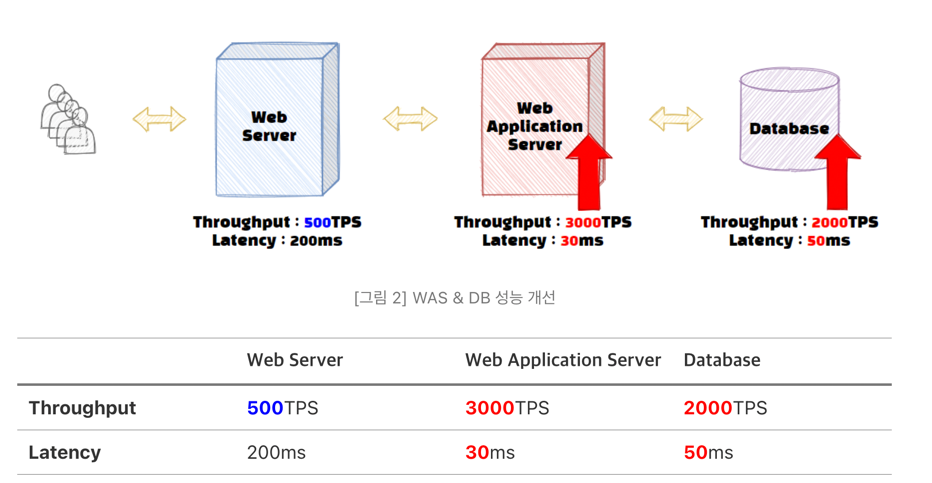 Web
Server
Web
Application
Server
Database
Throughput : 500TPS
Latency : 200ms
Throughput : 3000TPS
Latency : 30ms
Throughput : 2000TPS
Latency : 50ms
[그림 2] WAS & DB 성능 개선
Web Server Web Application Server Database
Throughput 500TPS 3000TPS 2000TPS
Latency 200ms 30ms 50ms